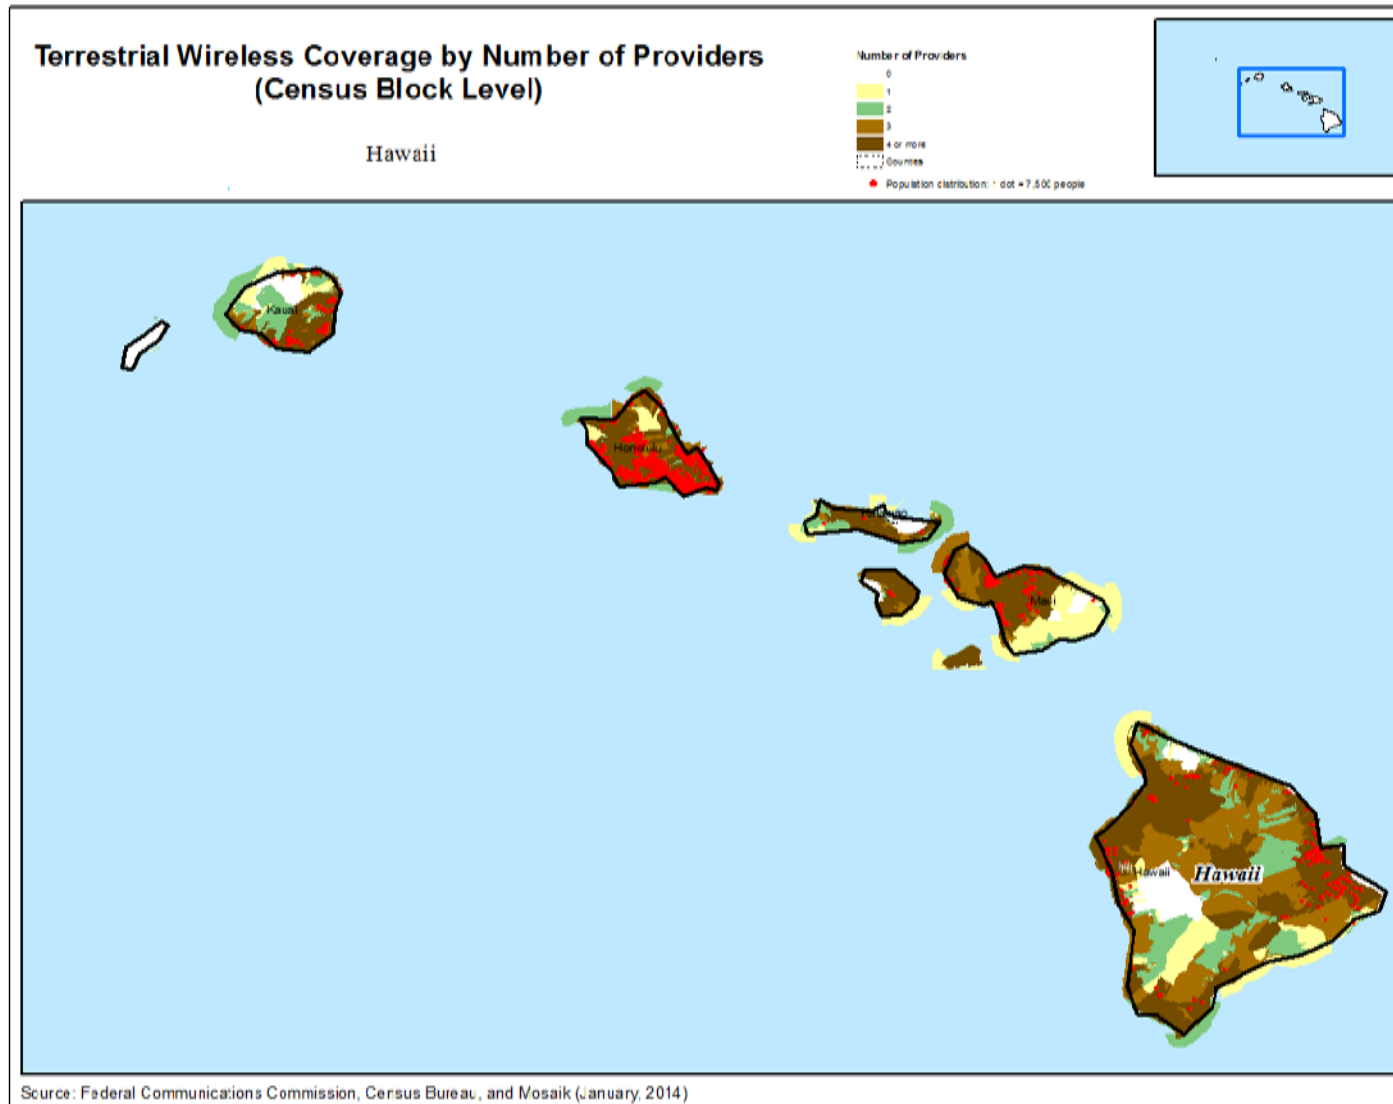 Terrestrial Wireless Coverage by Number of Providers
(Census Block Level)
Hawaii
Number of Providers
0
1
2
3
4 or more
Counties
Population distribution: 1 dot = 7,500 people
Kauai
Honolulu
Maui
Hawaii
Hawaii
Source: Federal Communications Commission, Census Bureau, and Mosaik (January, 2014)